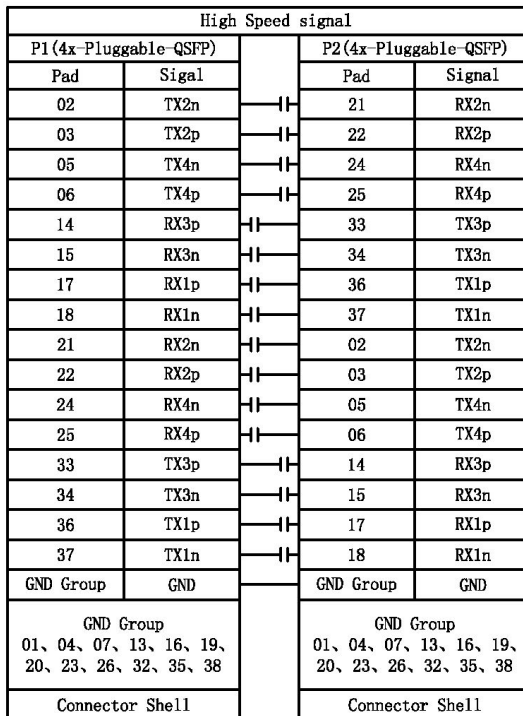 High Speed signal
P1(4x-Pluggable-QSFP) P2(4x-Pluggable-QSFP)
Pad Sigal Pad Signal
02 TX2n 21 RX2n
03 TX2p 22 RX2p
05 TX4n 24 RX4n
06 TX4p 25 RX4p
14 RX3p 33 TX3p
15 RX3n 34 TX3n
17 RX1p 36 TX1p
18 RX1n 37 TX1n
21 RX2n 02 TX2n
22 RX2p 03 TX2p
24 RX4n 05 TX4n
25 RX4p 06 TX4p
33 TX3p 14 RX3p
34 TX3n 15 RX3n
36 TX1p 17 RX1p
37 TX1n 18 RX1n
GND Group GND GND Group GND
GND Group GND Group
01、04、07、13、16、19、 01、04、07、13、16、19、
20、23、26、32、35、38 20、23、26、32、35、38
Connector Shell Connector Shell